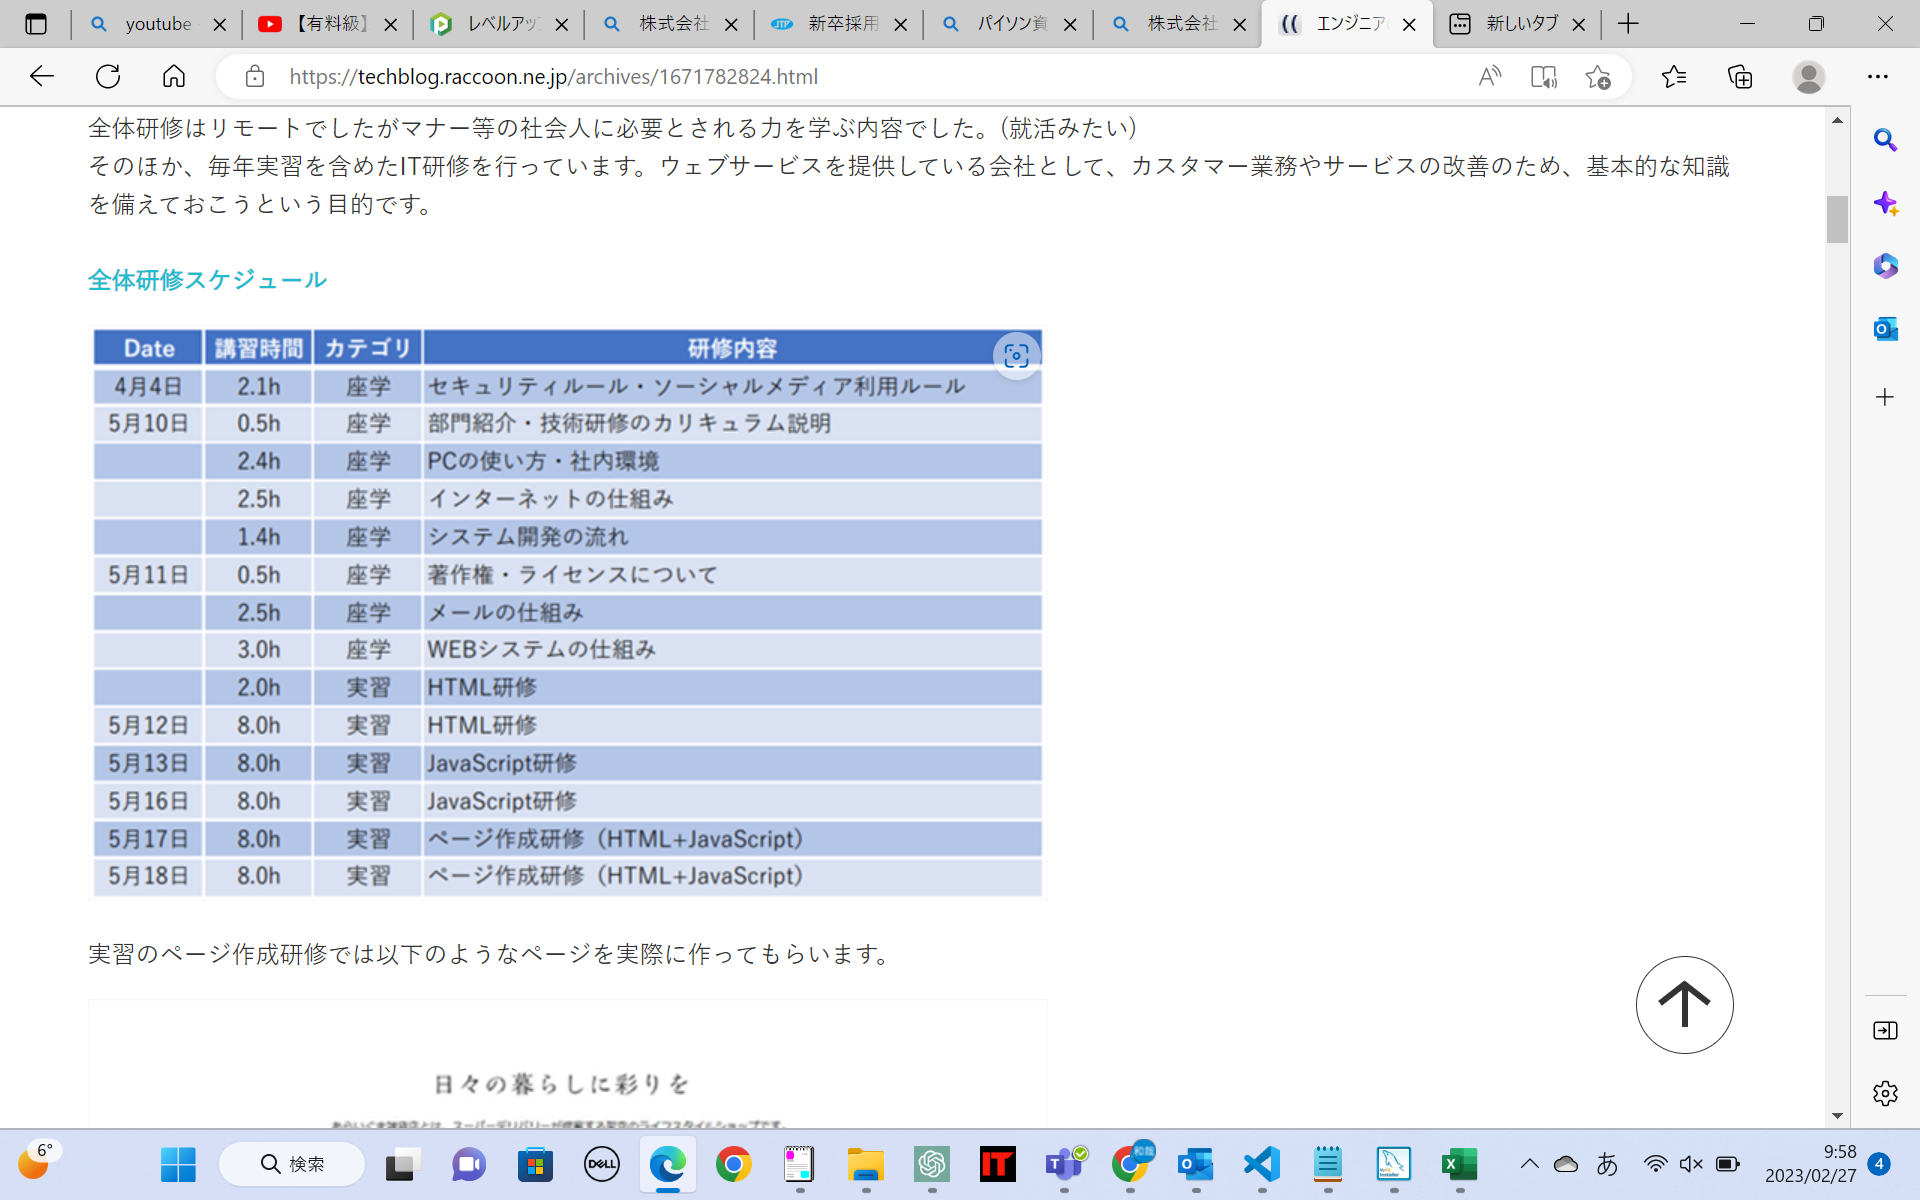 youtube
【有料級】
レベルアッ
株式会社
新卒採用
パイソン資
株式会社
エンジニア
新しいタブ
https://techblog.raccoon.ne.jp/archives/1671782824.html
全体研修はリモートでしたがマナー等の社会人に必要とされる力を学ぶ内容でした。(就活みたい)
そのほか、毎年実習を含めたIT研修を行っています。ウェブサービスを提供している会社として、カスタマー業務やサービスの改善のため、基本的な知識
を備えておこうという目的です。
全体研修スケジュール
Date 講習時間 カテゴリ 研修内容
4月4日 2.1h 座学 セキュリティルール・ソーシャルメディア利用ルール
5月10日 0.5h 座学 部門紹介・技術研修のカリキュラム説明
2.4h 座学 PCの使い方・社内環境
2.5h 座学 インターネットの仕組み
1.4h 座学 システム開発の流れ
5月11日 0.5h 座学 著作権・ライセンスについて
2.5h 座学 メールの仕組み
3.0h 座学 WEBシステムの仕組み
2.0h 実習 HTML研修
5月12日 8.0h 実習 HTML研修
5月13日 8.0h 実習 JavaScript研修
5月16日 8.0h 実習 JavaScript研修
5月17日 8.0h 実習 ページ作成研修（HTML+JavaScript）
5月18日 8.0h 実習 ページ作成研修（HTML+JavaScript）
実習のページ作成研修では以下のようなページを実際に作ってもらいます。
日々の暮らしに彩りを
6°
検索
DELL
IT
あ
9:58
2023/02/27
4